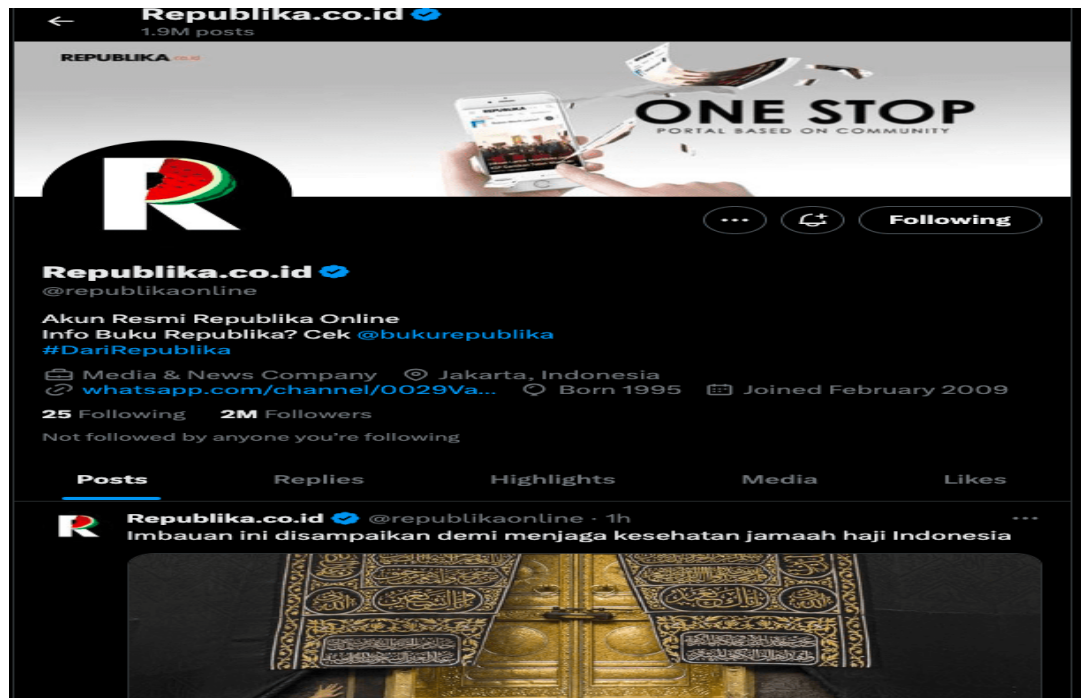 Republika.co.id
1.9M posts
REPUBLIKA co.id
ONE STOP
PORTAL BASED ON COMMUNITY
R
Following
Republika.co.id
@republikaonline
Akun Resmi Republika Online
Info Buku Republika? Cek @bukurepublika
#DariRepublika
Media & News Company Jakarta, Indonesia
whatsapp.com/channel/0029Va... Born 1995 Joined February 2009
25 Following 2M Followers
Not followed by anyone you're following
Posts Replies Highlights Media Likes
R
Republika.co.id @republikaonline · 1h
Imbauan ini disampaikan demi menjaga kesehatan jamaah haji Indonesia